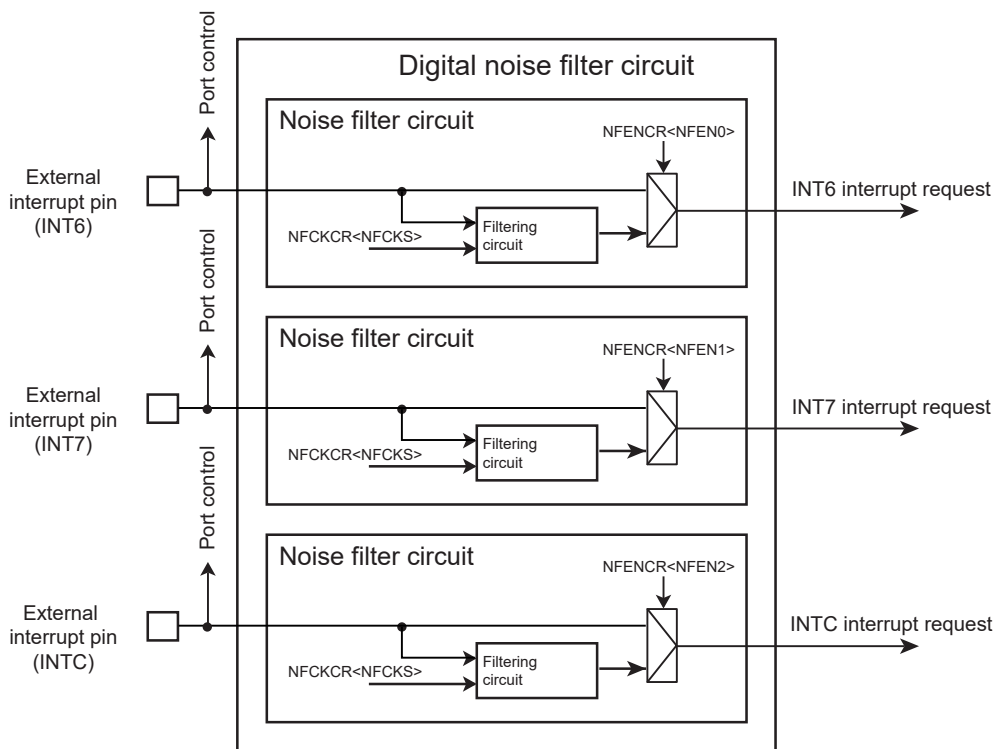 Digital noise filter circuit
Port control
Noise filter circuit
NFENCR<NFEN0>
External
interrupt pin
(INT6)
INT6 interrupt request
Filtering
circuit
NFCKCR<NFCKS>
Port control
Noise filter circuit
NFENCR<NFEN1>
External
interrupt pin
(INT7)
INT7 interrupt request
Filtering
circuit
NFCKCR<NFCKS>
Port control
Noise filter circuit
NFENCR<NFEN2>
External
interrupt pin
(INTC)
INTC interrupt request
Filtering
circuit
NFCKCR<NFCKS>